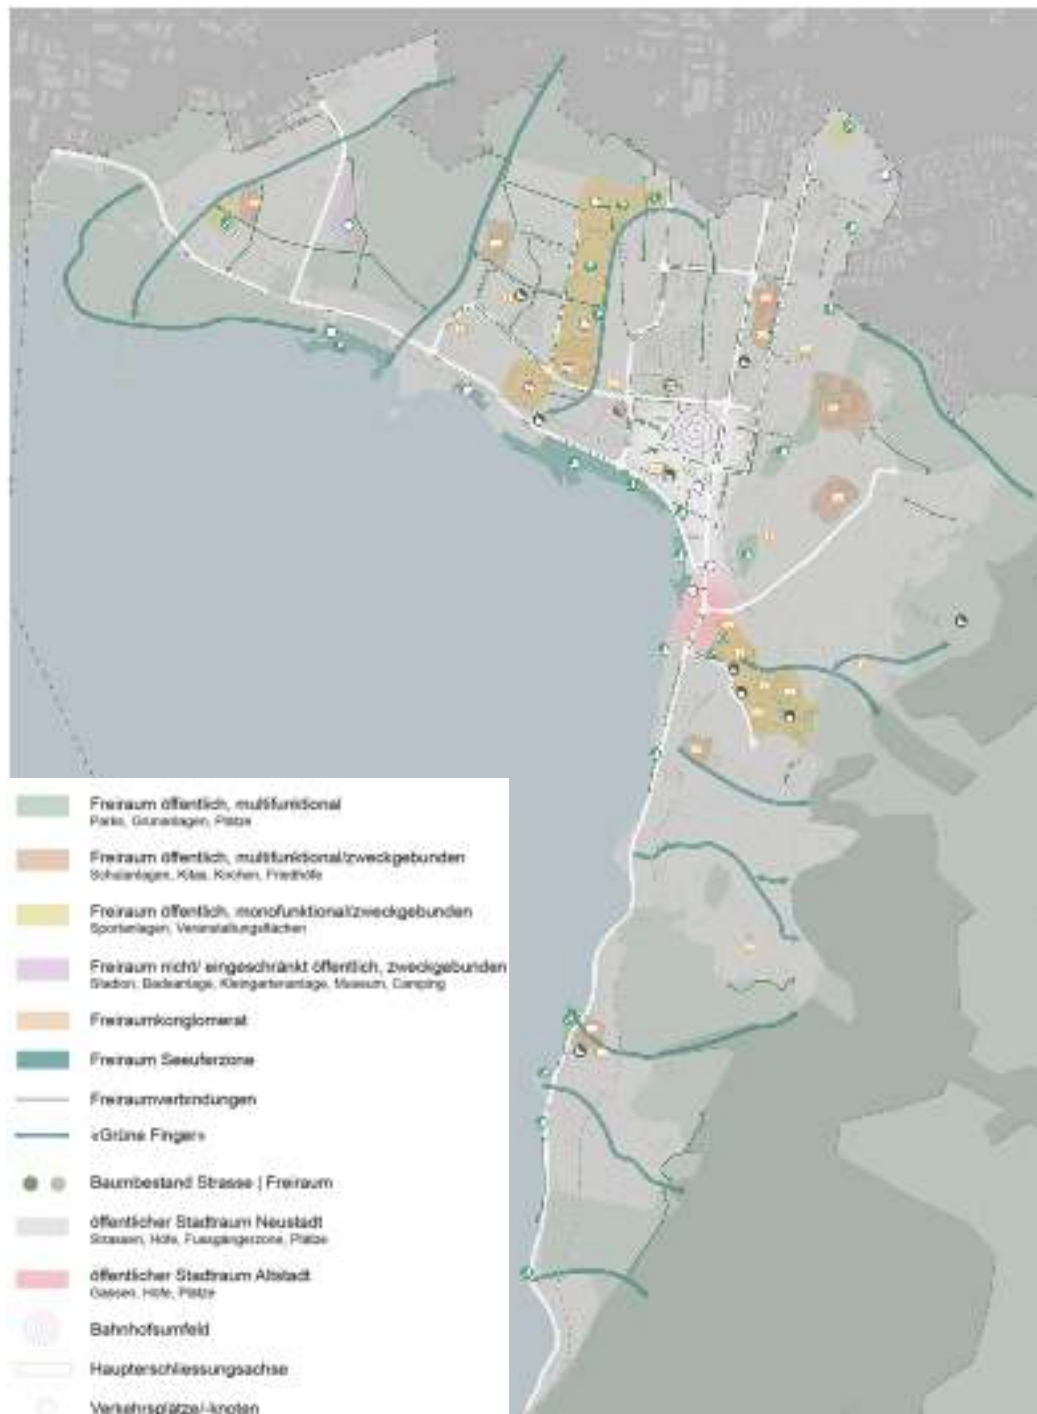 Freiraum öffentlich, multifunktional
Parks, Grünanlagen, Plätze
Freiraum öffentlich, multifunktional/zweckgebunden
Schulanlagen, Kitas, Kirchen, Friedhöfe
Freiraum öffentlich, monofunktional/zweckgebunden
Sportanlagen, Veranstaltungsflächen
Freiraum nicht/ eingeschränkt öffentlich, zweckgebunden
Stadion, Badeanlage, Kleingartenanlage, Museum, Camping
Freiraumkonglomerat
Freiraum Seeuferzone
Freiraumverbindungen
«Grüne Finger»
Baumbestand Strasse | Freiraum
öffentlicher Stadtraum Neustadt
Strassen, Höfe, Fussgängerzone, Plätze
öffentlicher Stadtraum Altstadt
Gassen, Höfe, Plätze
Bahnhofsumfeld
Haupterschliessungsachse
Verkehrsplätze/-knoten